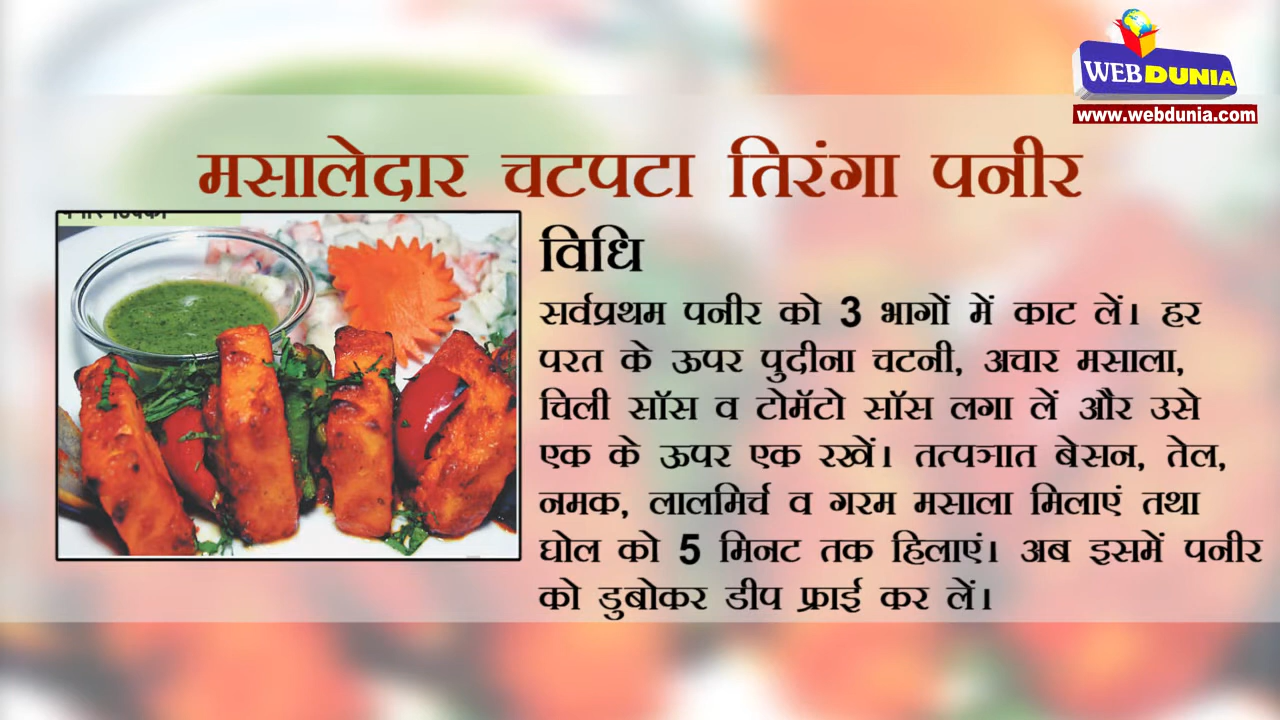 WEBDUNIA
www.webdunia.com
मसालेदार चटपटा तिरंगा पनीर
विधि
सर्वप्रथम पनीर को 3 भागों में काट लें। हर
परत के ऊपर पुदीना चटनी, अचार मसाला,
चिली सॉस व टोमॅटो सॉस लगा लें और उसे
एक के ऊपर एक रखें। तत्पञात बेसन, तेल,
नमक, लालमिर्च व गरम मसाला मिलाएं तथा
घोल को 5 मिनट तक हिलाएं। अब इसमें पनीर
को डुबोकर डीप फ्राई कर लें।